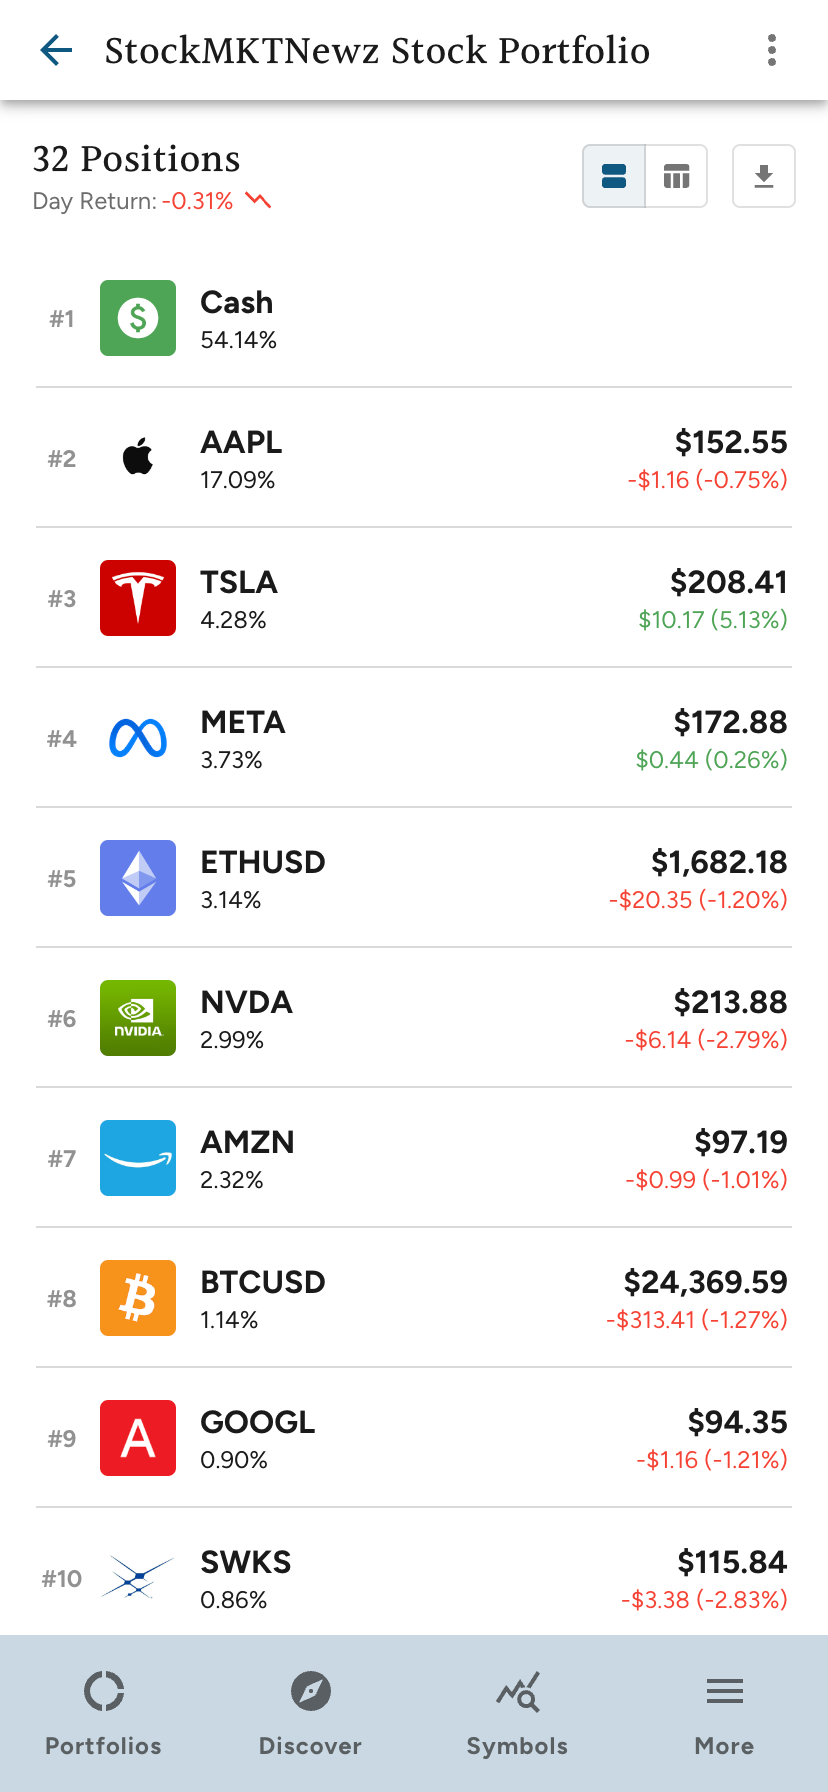 StockMKTNewz Stock Portfolio
32 Positions
Day Return: -0.31%
#1
$
Cash
54.14%
#2
AAPL
17.09%
$152.55
-$1.16 (-0.75%)
#3
TSLA
4.28%
$208.41
$10.17 (5.13%)
#4
META
3.73%
$172.88
$0.44 (0.26%)
#5
ETHUSD
3.14%
$1,682.18
-$20.35 (-1.20%)
#6
NVIDIA
NVDA
2.99%
$213.88
-$6.14 (-2.79%)
#7
AMZN
2.32%
$97.19
-$0.99 (-1.01%)
#8
BTCUSD
1.14%
$24,369.59
-$313.41 (-1.27%)
#9
A
GOOGL
0.90%
$94.35
-$1.16 (-1.21%)
#10
SWKS
0.86%
$115.84
-$3.38 (-2.83%)
Portfolios
Discover
Symbols
More